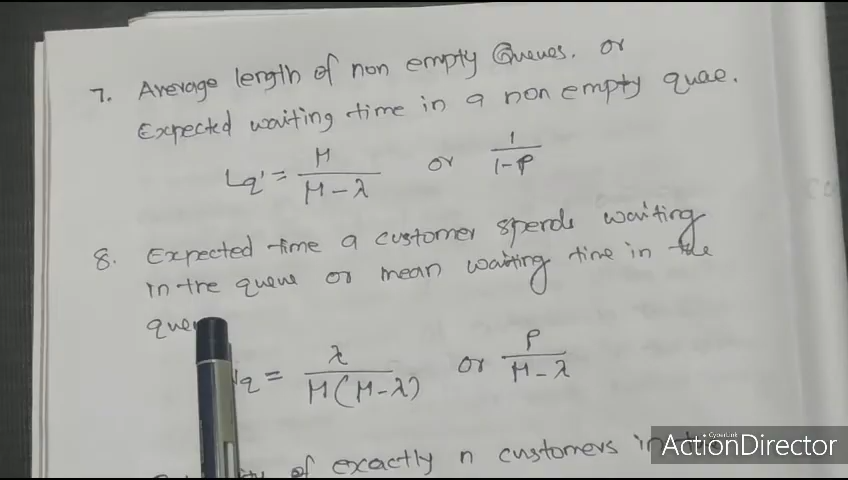 7. Average length of non empty Queues. or
Expected waiting time in a non empty quae.
Lq' = μ / μ - λ or 1 / 1-ρ
8. Expected time a customer spends waiting
in the queue or mean waiting time in the
que
q = λ / μ(μ-λ) or ρ / μ-λ
of exactly n customers in
CyberLink
ActionDirector